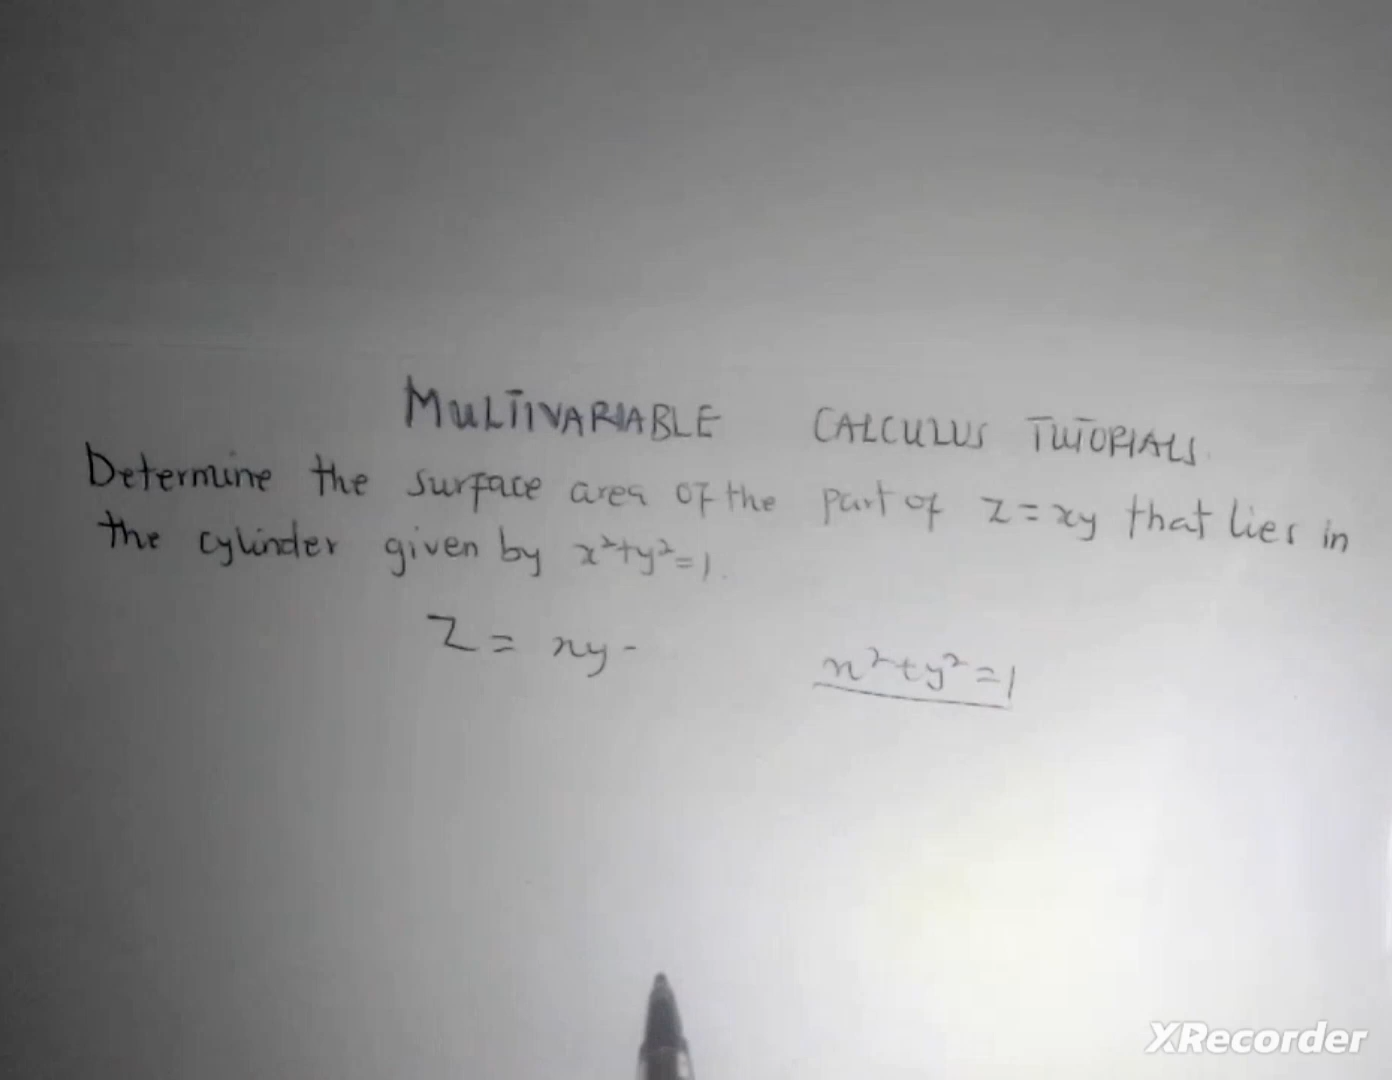 MULTIVARIABLE CALCULUS TUTORIALS.
Determine the surface area of the part of z=xy that lies in
the cylinder given by x²+y²=1.
Z= xy -
x²+y²=1
XRecorder